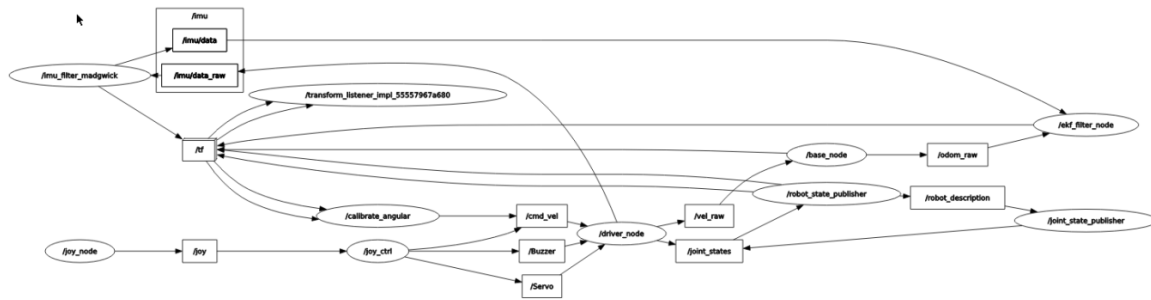 /imu
/imu/data
/imu_filter_madgwick
/imu/data_raw
/transform_listener_impl_55557967a680
/ekf_filter_node
/tf
/base_node
/odom_raw
/robot_state_publisher
/robot_description
/calibrate_angular
/cmd_vel
/vel_raw
/joint_state_publisher
/driver_node
/joy_node
/joy
/joy_ctrl
/Buzzer
/joint_states
/Servo